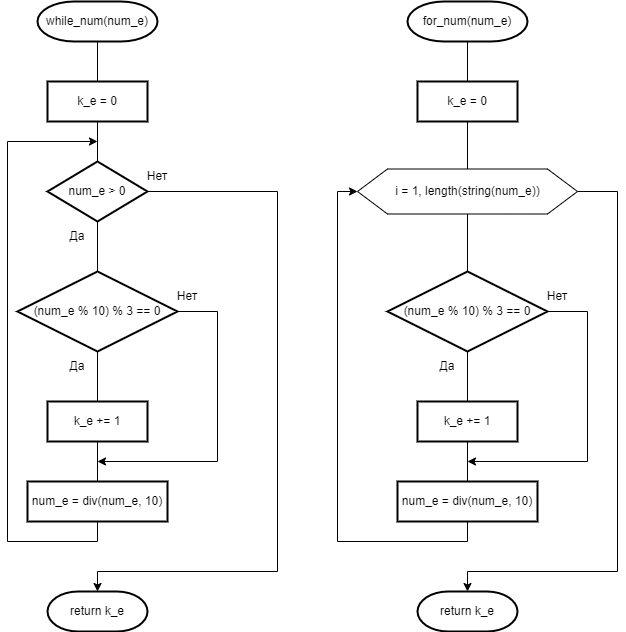 while_num(num_e)
k_e = 0
num_e > 0
Нет
Да
(num_e % 10) % 3 == 0
Нет
Да
k_e += 1
num_e = div(num_e, 10)
return k_e
for_num(num_e)
k_e = 0
i = 1, length(string(num_e))
(num_e % 10) % 3 == 0
Нет
Да
k_e += 1
num_e = div(num_e, 10)
return k_e